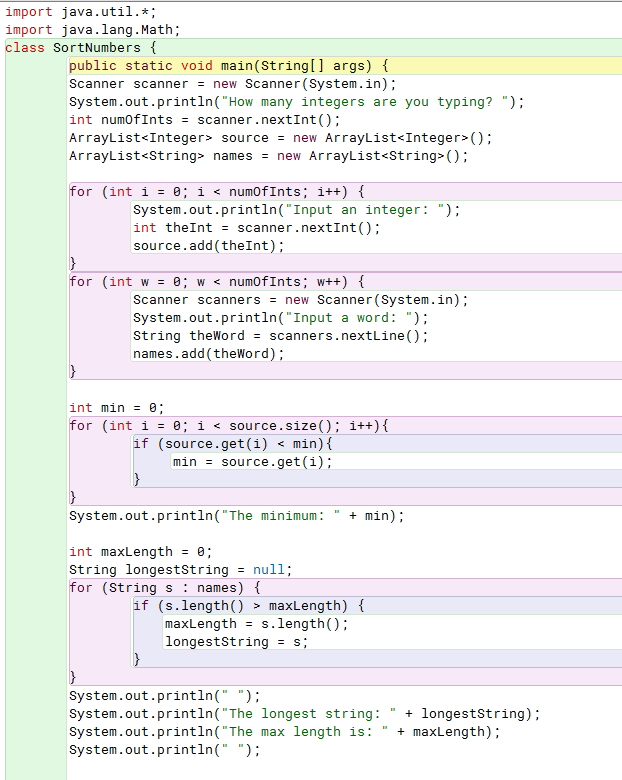 import java.util.*;
import java.lang.Math;
class SortNumbers {
public static void main(String[] args) {
Scanner scanner = new Scanner(System.in);
System.out.println("How many integers are you typing? ");
int numOfInts = scanner.nextInt();
ArrayList<Integer> source = new ArrayList<Integer>();
ArrayList<String> names = new ArrayList<String>();
for (int i = 0; i < numOfInts; i++) {
System.out.println("Input an integer: ");
int theInt = scanner.nextInt();
source.add(theInt);
}
for (int w = 0; w < numOfInts; w++) {
Scanner scanners = new Scanner(System.in);
System.out.println("Input a word: ");
String theWord = scanners.nextLine();
names.add(theWord);
}
int min = 0;
for (int i = 0; i < source.size(); i++){
if (source.get(i) < min){
min = source.get(i);
}
}
System.out.println("The minimum: " + min);
int maxLength = 0;
String longestString = null;
for (String s : names) {
if (s.length() > maxLength) {
maxLength = s.length();
longestString = s;
}
}
System.out.println(" ");
System.out.println("The longest string: " + longestString);
System.out.println("The max length is: " + maxLength);
System.out.println(" ");